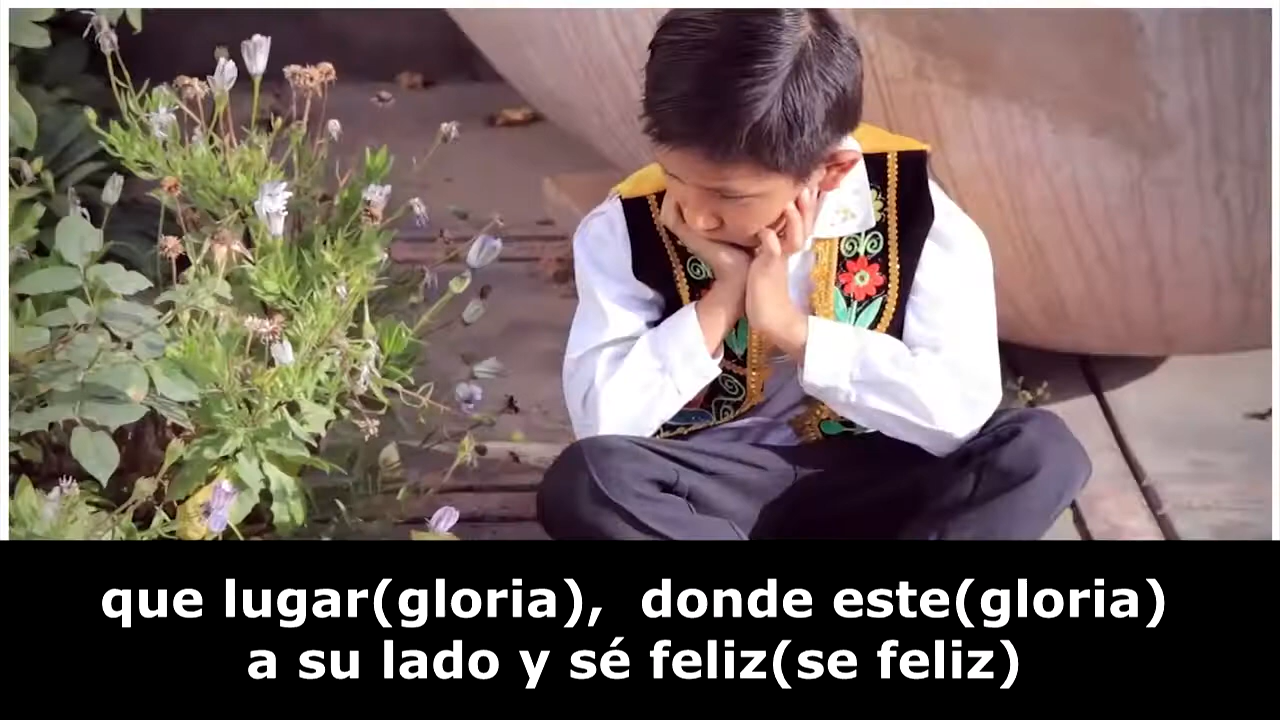 que lugar(gloria),  donde este(gloria)
a su lado y sé feliz(se feliz)